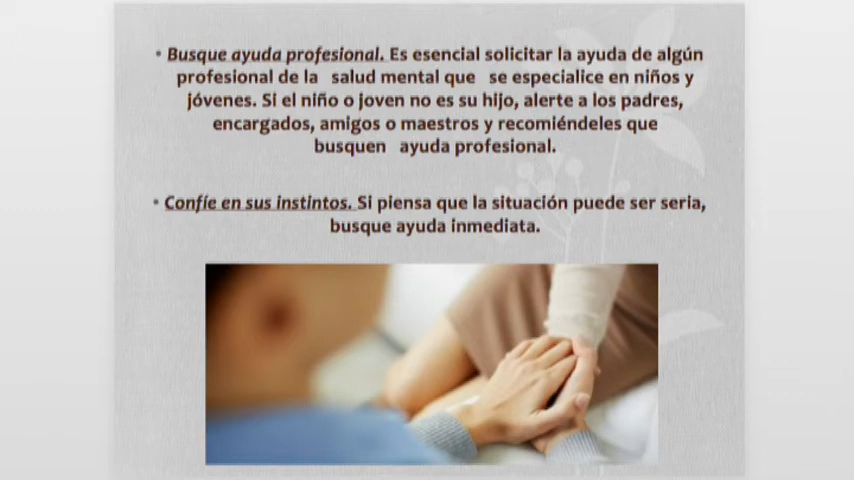 • Busque ayuda profesional. Es esencial solicitar la ayuda de algún
profesional de la salud mental que se especialice en niños y
jóvenes. Si el niño o joven no es su hijo, alerte a los padres,
encargados, amigos o maestros y recomiéndeles que
busquen ayuda profesional.
• Confíe en sus instintos. Si piensa que la situación puede ser seria,
busque ayuda inmediata.